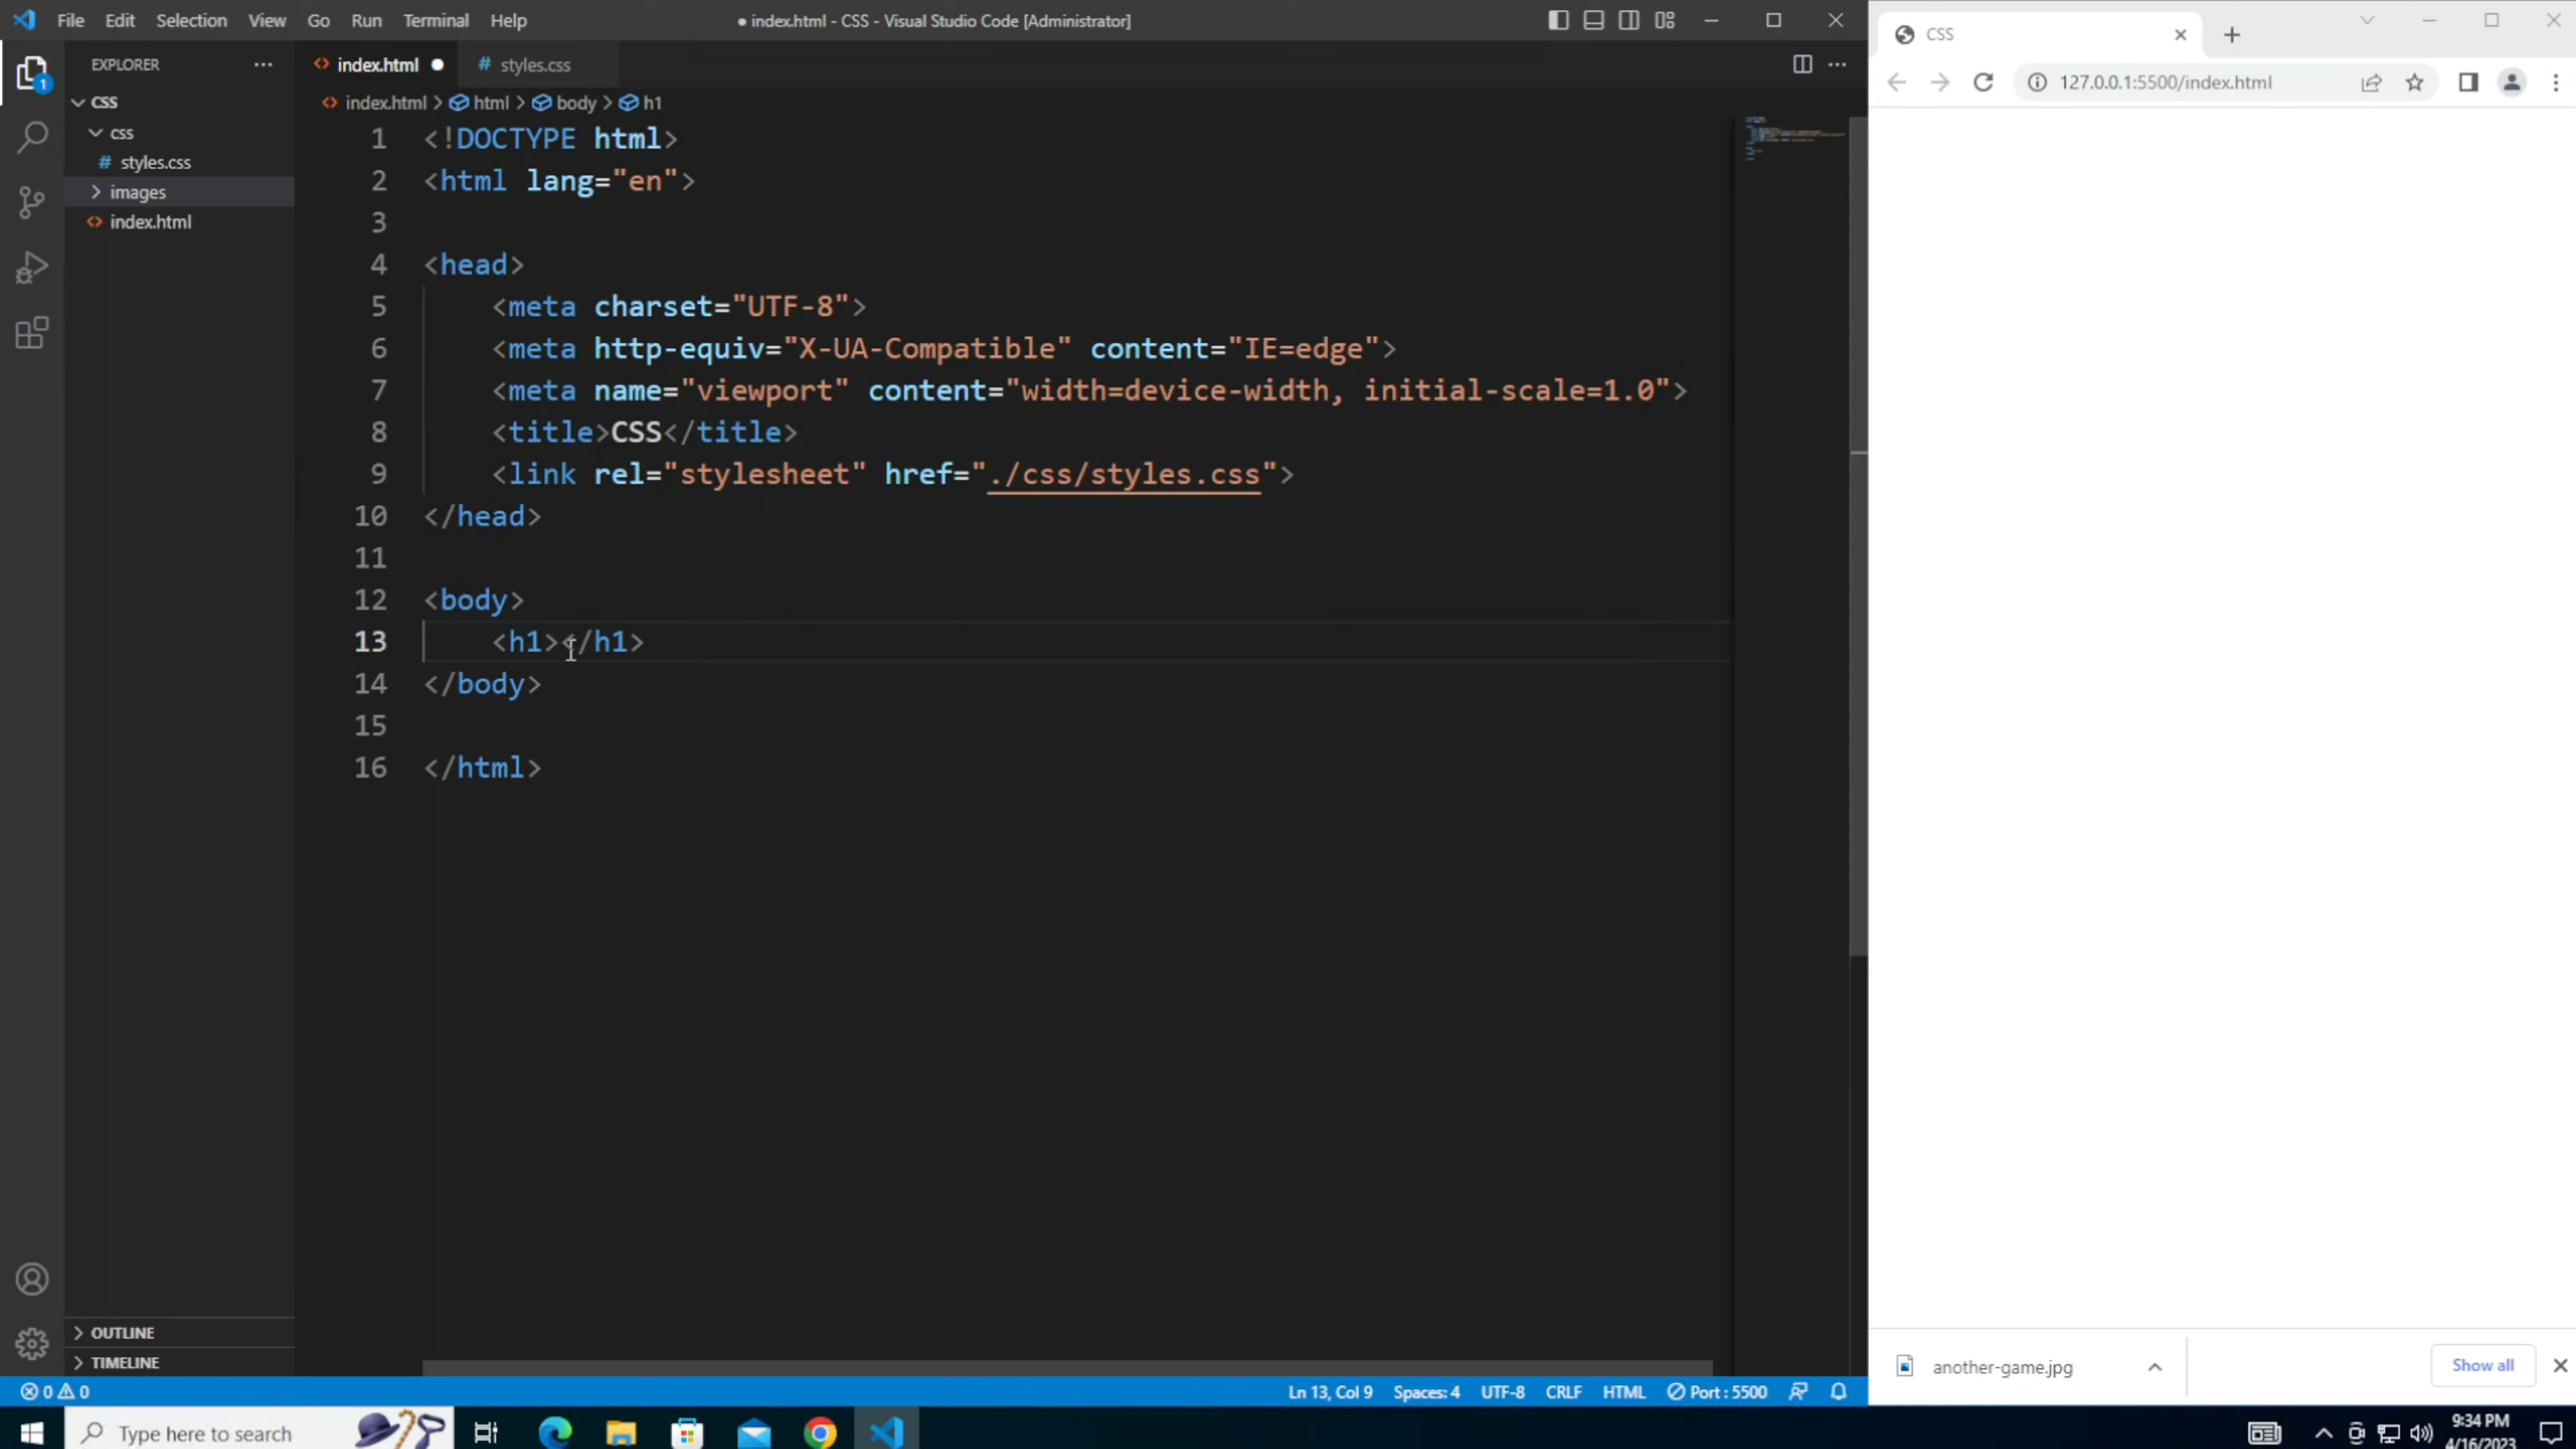 File Edit Selection View Go Run Terminal Help
● index.html - CSS - Visual Studio Code [Administrator]
CSS
127.0.0.1:5500/index.html
EXPLORER
index.html
# styles.css
index.html > html > body > h1
1
CSS
css
# styles.css
images
index.html
1 <!DOCTYPE html>
2 <html lang="en">
3
4 <head>
5 <meta charset="UTF-8">
6 <meta http-equiv="X-UA-Compatible" content="IE=edge">
7 <meta name="viewport" content="width=device-width, initial-scale=1.0">
8 <title>CSS</title>
9 <link rel="stylesheet" href="./css/styles.css">
10 </head>
11
12 <body>
13 <h1></h1>
14 </body>
15
16 </html>
OUTLINE
TIMELINE
another-game.jpg
Show all
0 0
Ln 13, Col 9 Spaces: 4 UTF-8 CRLF HTML Port : 5500
Type here to search
9:34 PM
4/16/2023